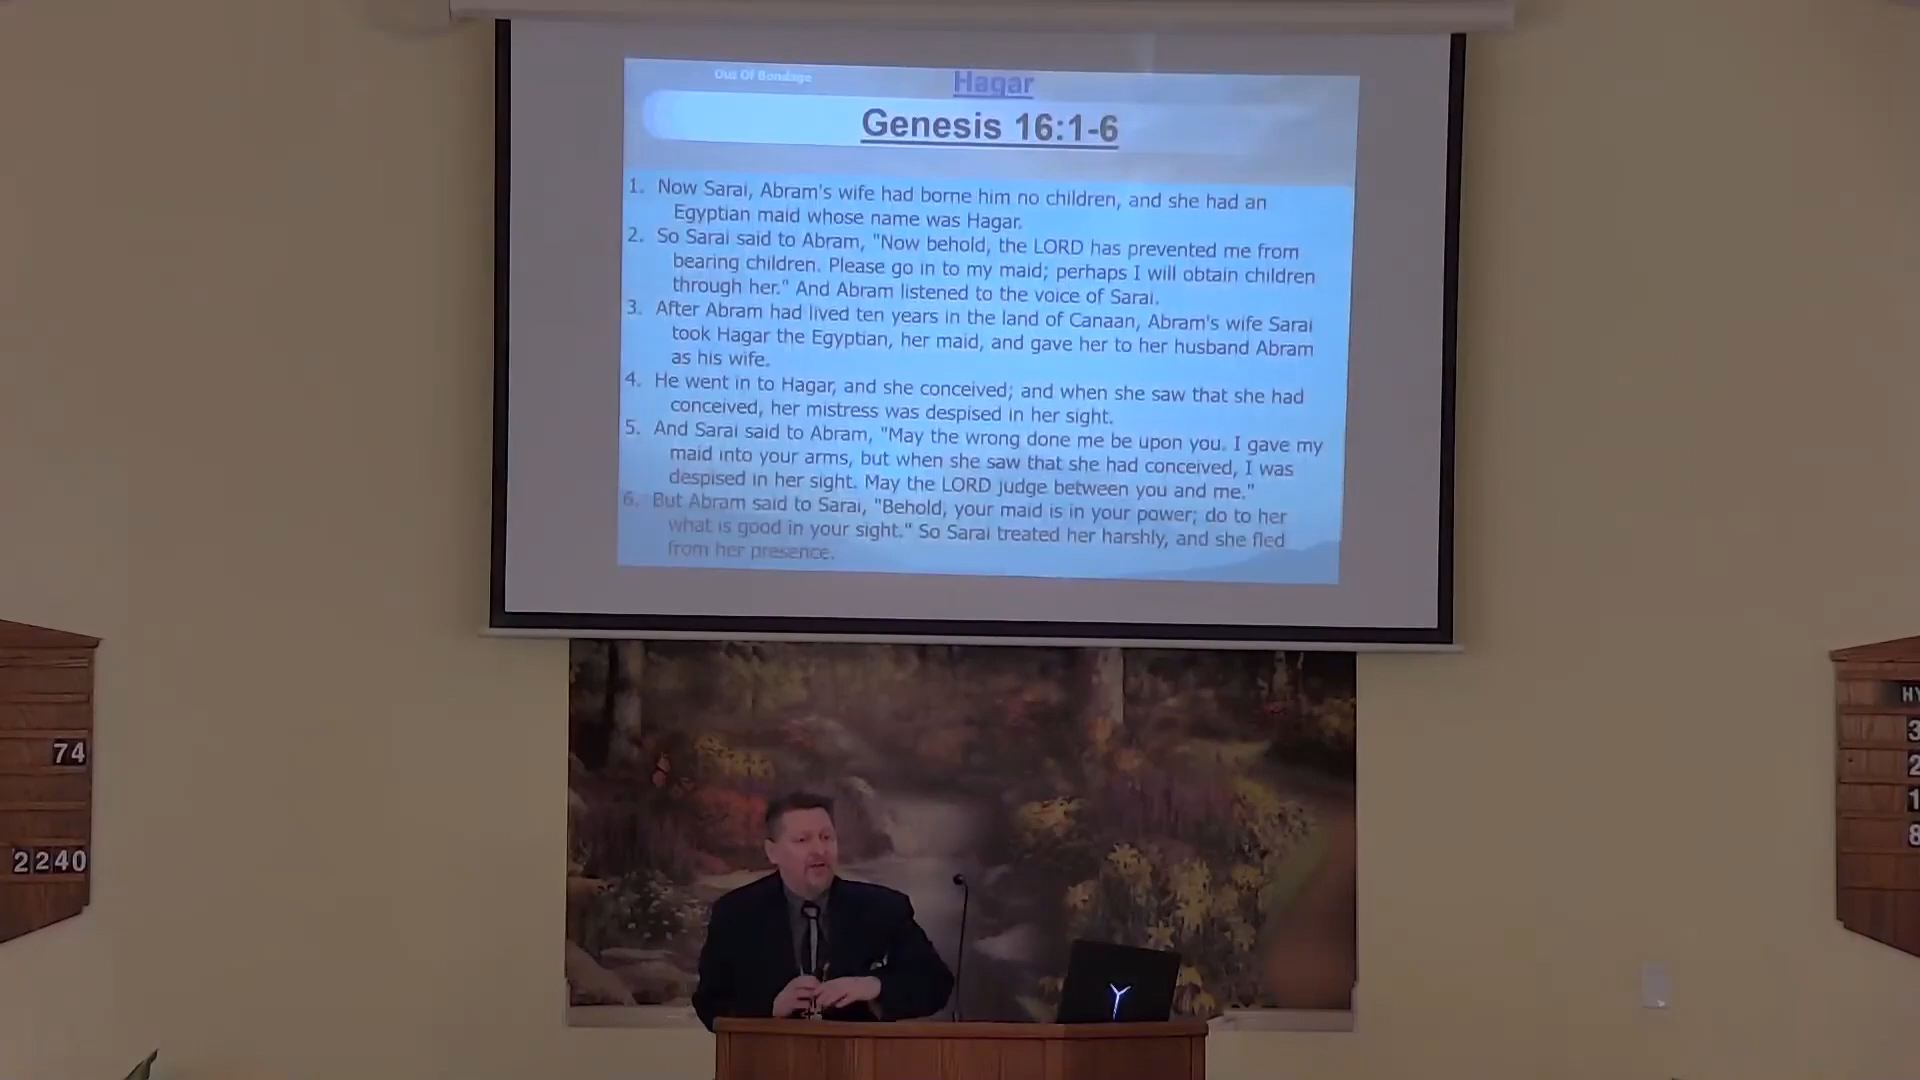 Out Of Bondage
Hagar
Genesis 16:1-6
1. Now Sarai, Abram's wife had borne him no children, and she had an
Egyptian maid whose name was Hagar.
2. So Sarai said to Abram, "Now behold, the LORD has prevented me from
bearing children. Please go in to my maid; perhaps I will obtain children
through her." And Abram listened to the voice of Sarai.
3. After Abram had lived ten years in the land of Canaan, Abram's wife Sarai
took Hagar the Egyptian, her maid, and gave her to her husband Abram
as his wife.
4. He went in to Hagar, and she conceived; and when she saw that she had
conceived, her mistress was despised in her sight.
5. And Sarai said to Abram, "May the wrong done me be upon you. I gave my
maid into your arms, but when she saw that she had conceived, I was
despised in her sight. May the LORD judge between you and me."
6. But Abram said to Sarai, "Behold, your maid is in your power; do to her
what is good in your sight." So Sarai treated her harshly, and she fled
from her presence.
74
2240
HY
3
2
1
8